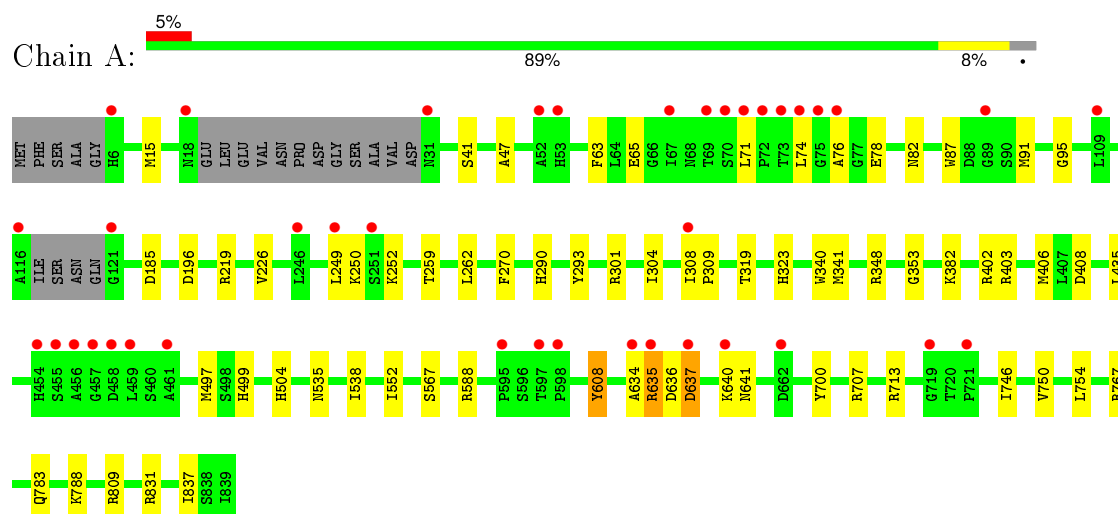 5%
Chain A:
89% 8% •
MET PHE SER ALA GLY H6 M15 N18 GLU LEU GLU VAL ASN PRO ASP GLY SER ALA VAL ASP N31 S41 A47 A52 H53 F63 L64 E65 G66 I67 N68 T69 S70 L71 P72 T73 L74 G75 A76 G77 E78 N82 W87 D88 G89 S90 M91 G95 L109
A116 ILE SER ASN GLN G121 D185 D196 R219 V226 L246 L249 K250 S251 K252 T259 L262 F270 H290 Y293 R301 I304 I308 P309 T319 H323 W340 M341 R348 G353 K382 R402 R403 M406 L407 D408 L435
H454 S455 A456 G457 D458 L459 S460 A461 M497 S498 H499 H504 N535 I538 I552 S567 R588 P595 S596 T597 P598 Y608 A634 R635 D636 D637 K640 N641 D662 Y700 R707 R713 G719 T720 P721 I746 V750 L754 R767
Q783 K788 R809 R831 I837 S838 I839